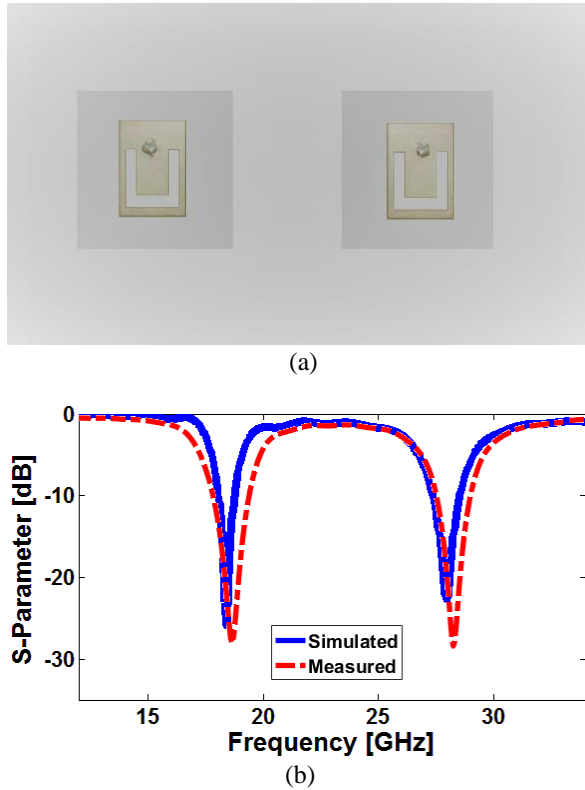 (a)
0
-10
-20
-30
S-Parameter [dB]
Simulated
Measured
15 20 25 30
Frequency [GHz]
(b)